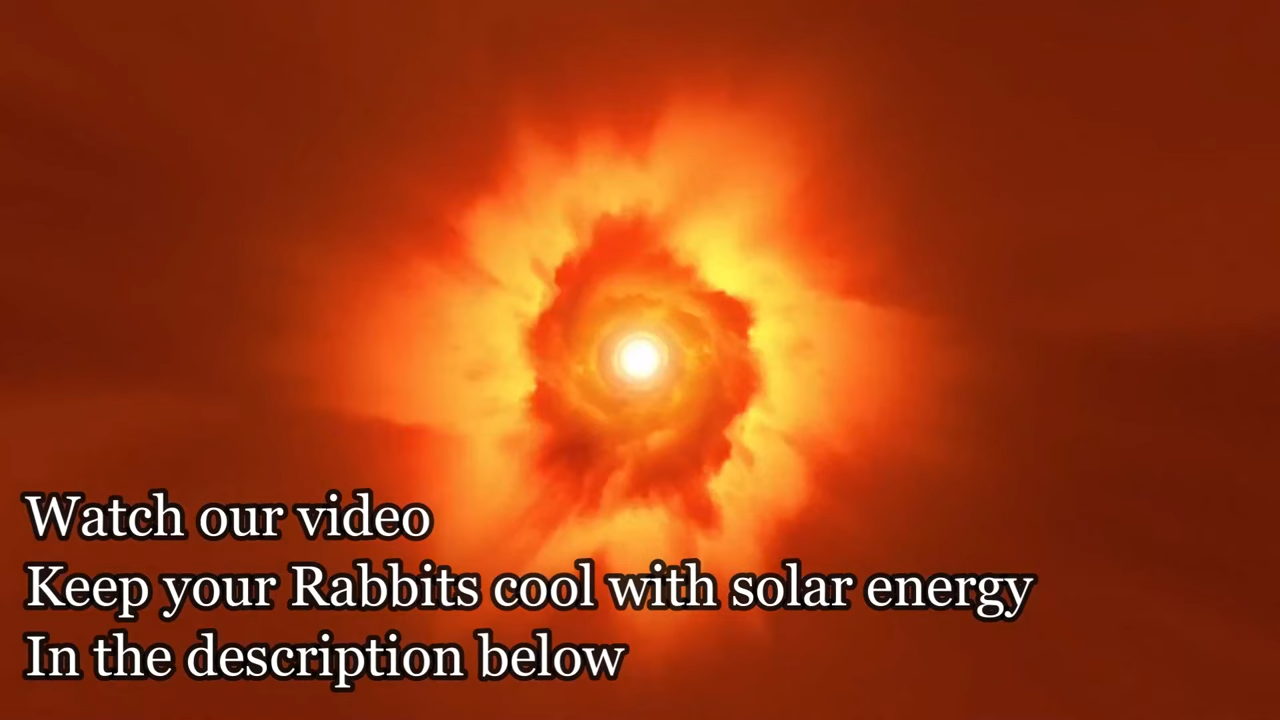 Watch our video
Keep your Rabbits cool with solar energy
In the description below